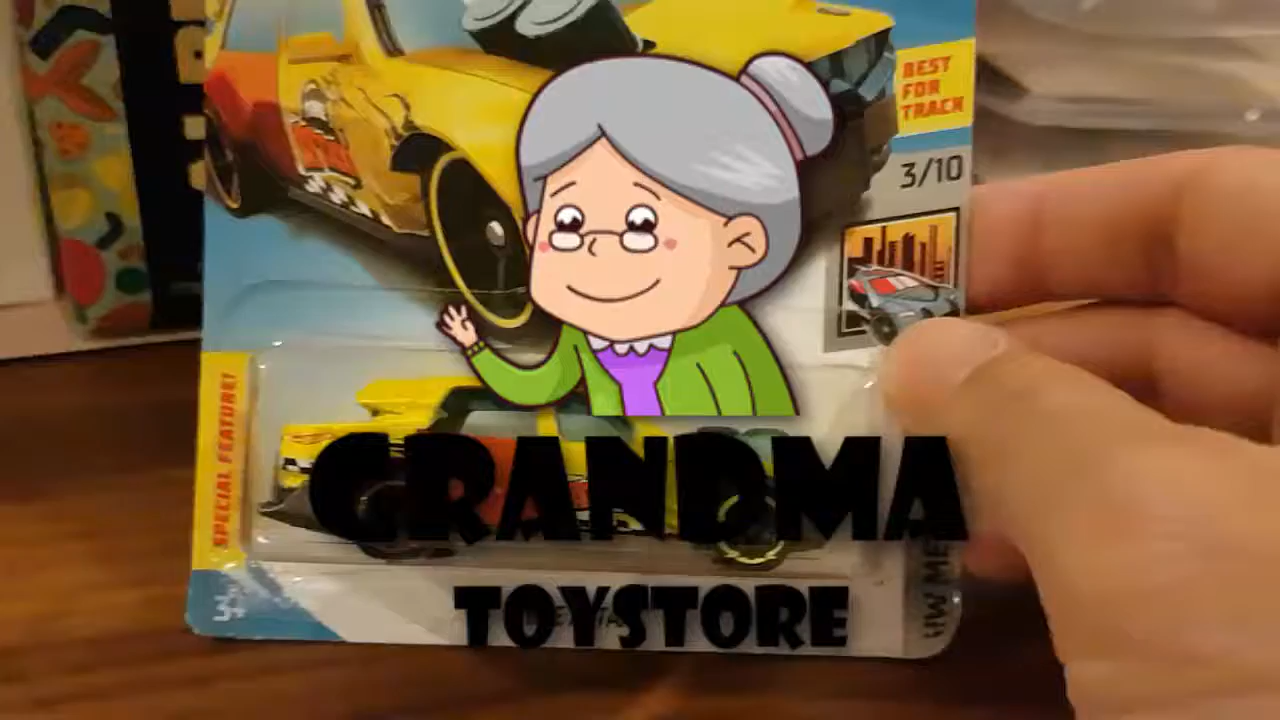 BEST
FOR
TRACK
3/10
SPECIAL FEATURE!
GRANDMA
TOYSTORE